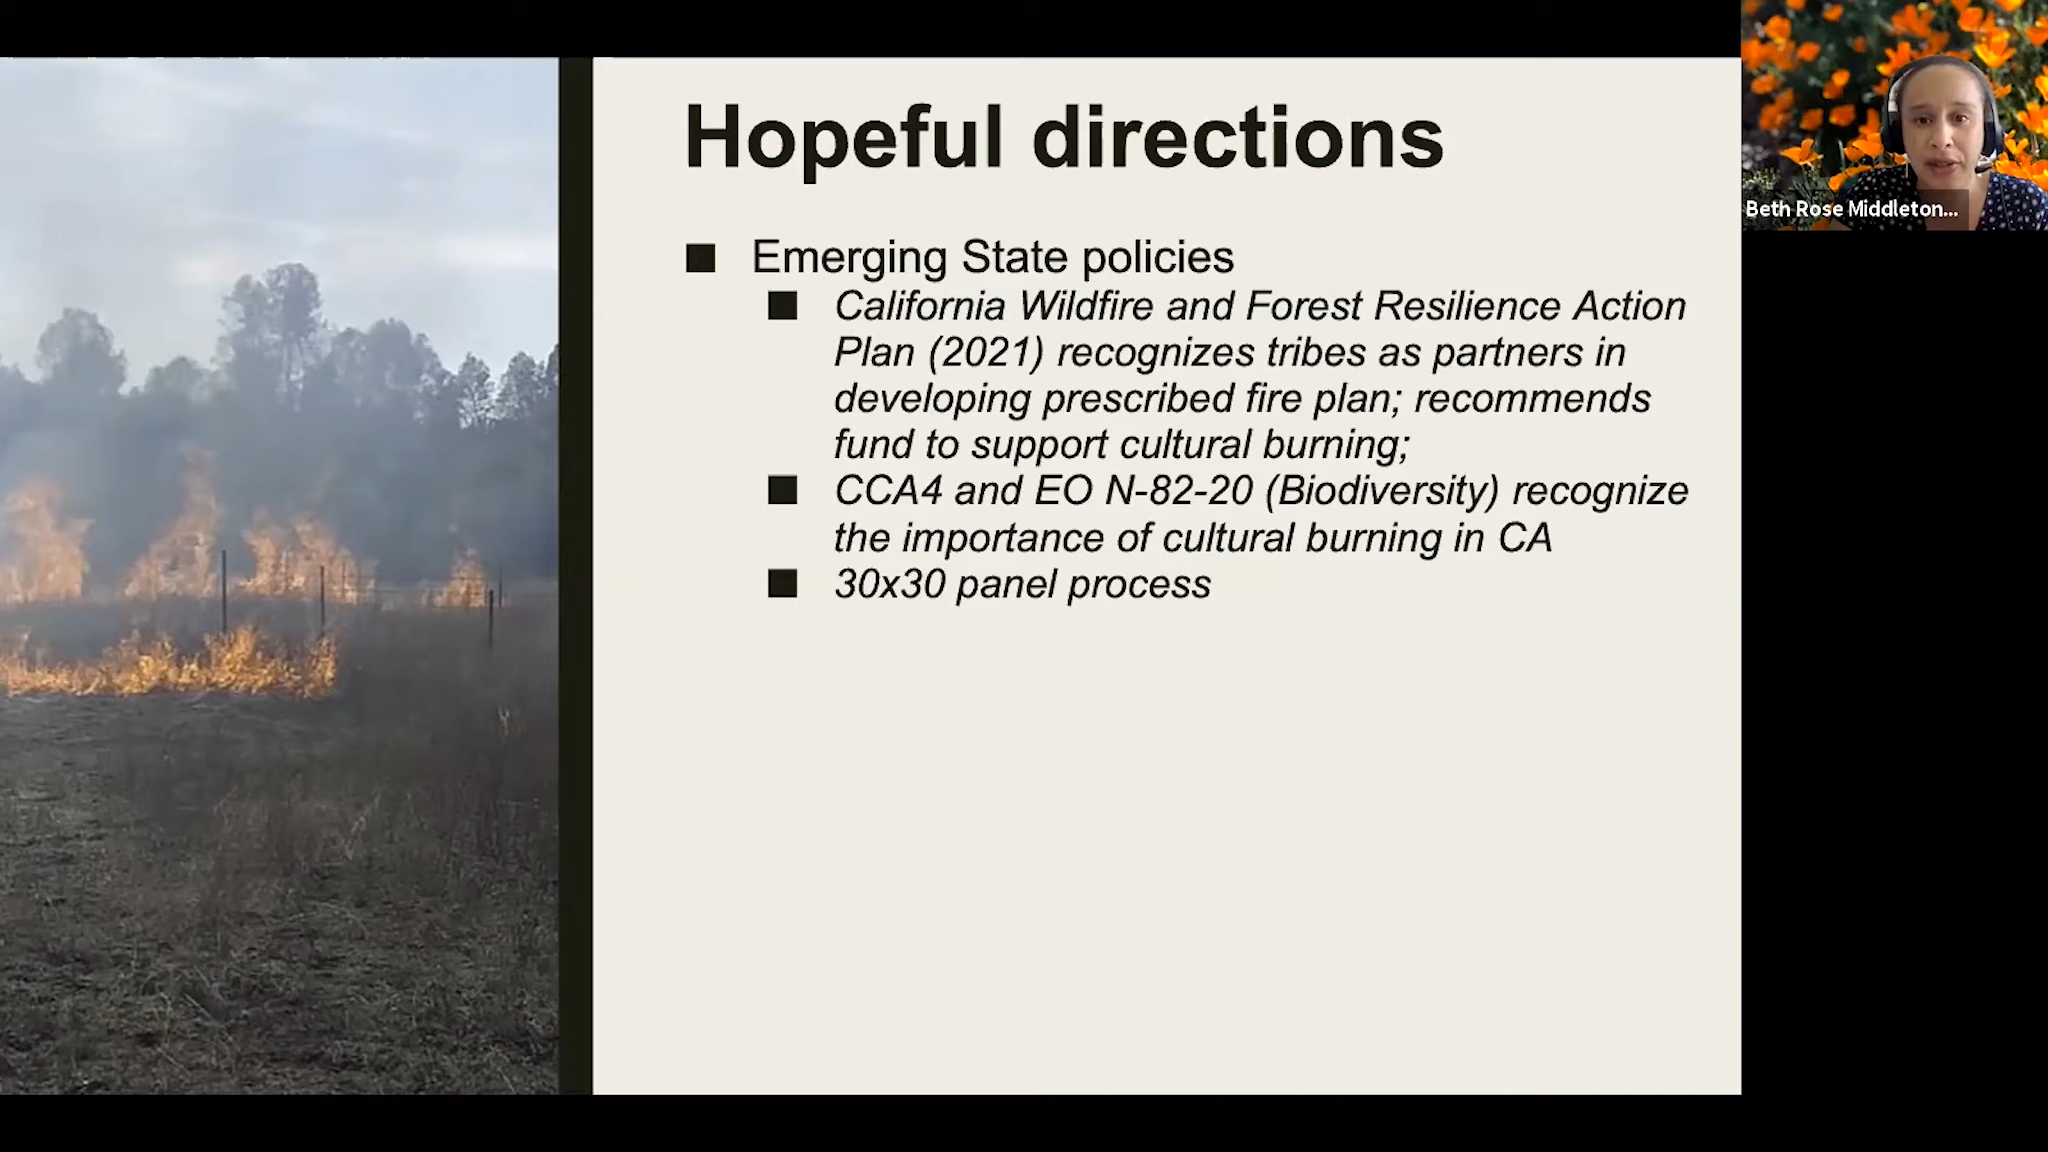 Hopeful directions
Emerging State policies
California Wildfire and Forest Resilience Action
Plan (2021) recognizes tribes as partners in
developing prescribed fire plan; recommends
fund to support cultural burning;
CCA4 and EO N-82-20 (Biodiversity) recognize
the importance of cultural burning in CA
30x30 panel process
Beth Rose Middleton...